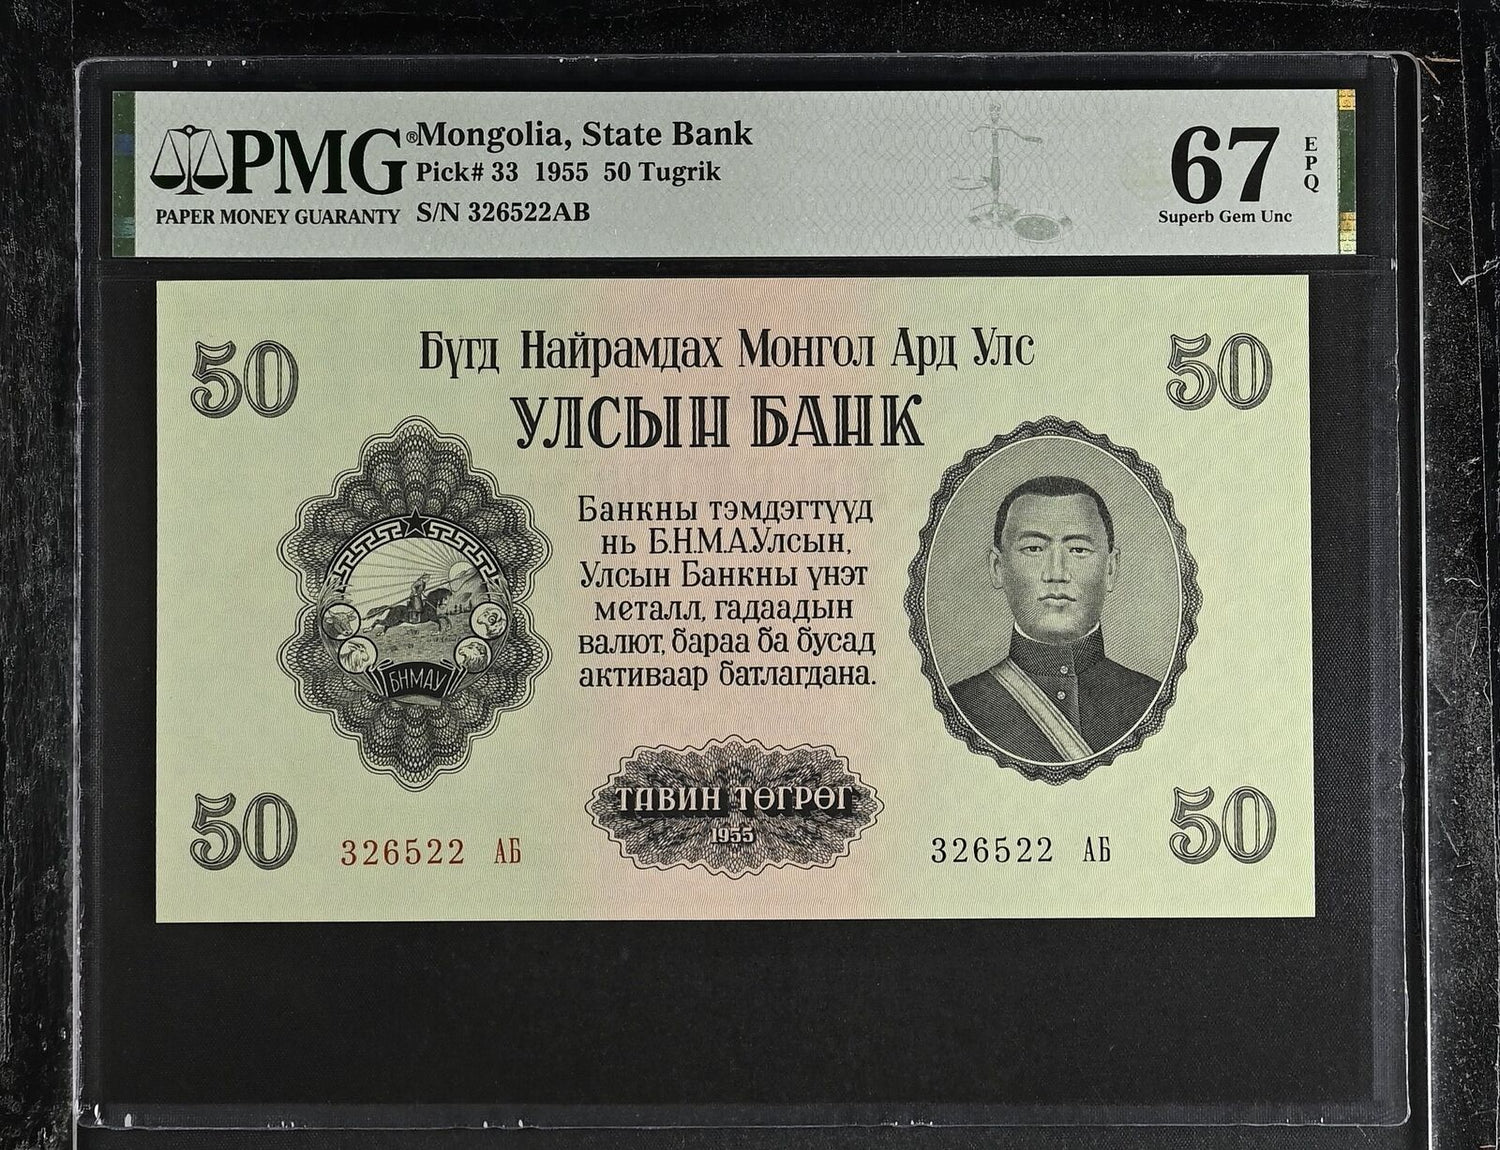 PMG®
PAPER MONEY GUARANTY
Mongolia, State Bank
Pick# 33 1955 50 Tugrik
S/N 326522AB
67
EPQ
Superb Gem Unc
50
Бүгд Найрамдах Монгол Ард Улс
50
УЛСЫН БАНК
Банкны тэмдэгтүүд
нь Б.Н.М.А.Улсын,
Улсын Банкны үнэт
металл, гадаадын
валют, бараа ба бусад
активаар батлагдана.
БНМАУ
ТАВИН ТӨГРӨГ
1955
50
326522 АБ
326522 АБ
50